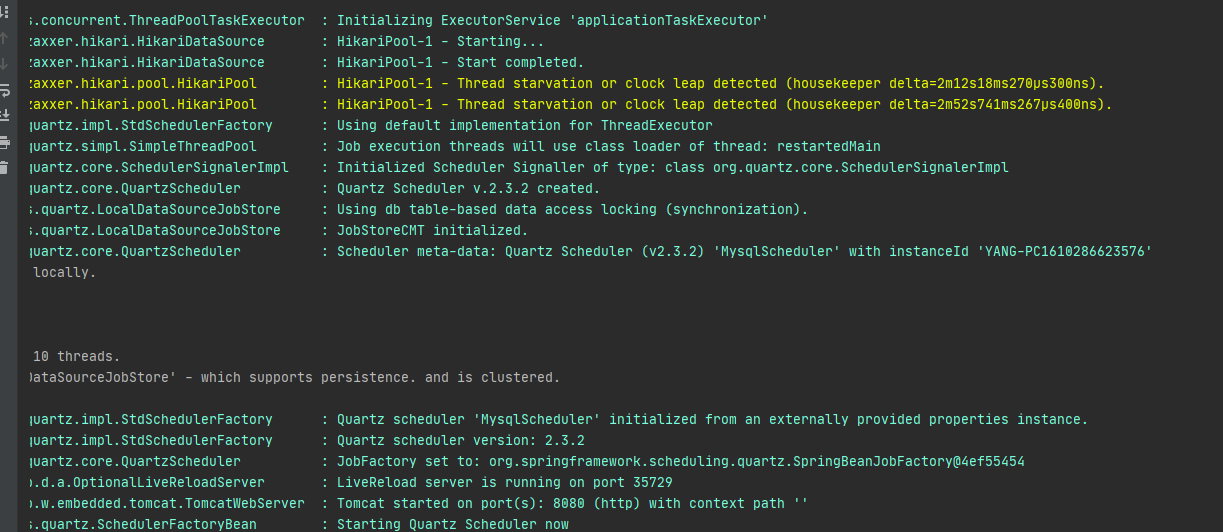 s.concurrent.ThreadPoolTaskExecutor : Initializing ExecutorService 'applicationTaskExecutor'
zaxxer.hikari.HikariDataSource : HikariPool-1 - Starting...
zaxxer.hikari.HikariDataSource : HikariPool-1 - Start completed.
zaxxer.hikari.pool.HikariPool : HikariPool-1 - Thread starvation or clock leap detected (housekeeper delta=2m12s18ms270µs300ns).
zaxxer.hikari.pool.HikariPool : HikariPool-1 - Thread starvation or clock leap detected (housekeeper delta=2m52s741ms267µs400ns).
quartz.impl.StdSchedulerFactory : Using default implementation for ThreadExecutor
quartz.simpl.SimpleThreadPool : Job execution threads will use class loader of thread: restartedMain
quartz.core.SchedulerSignalerImpl : Initialized Scheduler Signaller of type: class org.quartz.core.SchedulerSignalerImpl
quartz.core.QuartzScheduler : Quartz Scheduler v.2.3.2 created.
s.quartz.LocalDataSourceJobStore : Using db table-based data access locking (synchronization).
s.quartz.LocalDataSourceJobStore : JobStoreCMT initialized.
quartz.core.QuartzScheduler : Scheduler meta-data: Quartz Scheduler (v2.3.2) 'MysqlScheduler' with instanceId 'YANG-PC1610286623576'
locally.
10 threads.
DataSourceJobStore' - which supports persistence. and is clustered.
quartz.impl.StdSchedulerFactory : Quartz scheduler 'MysqlScheduler' initialized from an externally provided properties instance.
quartz.impl.StdSchedulerFactory : Quartz scheduler version: 2.3.2
quartz.core.QuartzScheduler : JobFactory set to: org.springframework.scheduling.quartz.SpringBeanJobFactory@4ef55454
o.d.a.OptionalLiveReloadServer : LiveReload server is running on port 35729
o.w.embedded.tomcat.TomcatWebServer : Tomcat started on port(s): 8080 (http) with context path ''
s.quartz.SchedulerFactoryBean : Starting Quartz Scheduler now